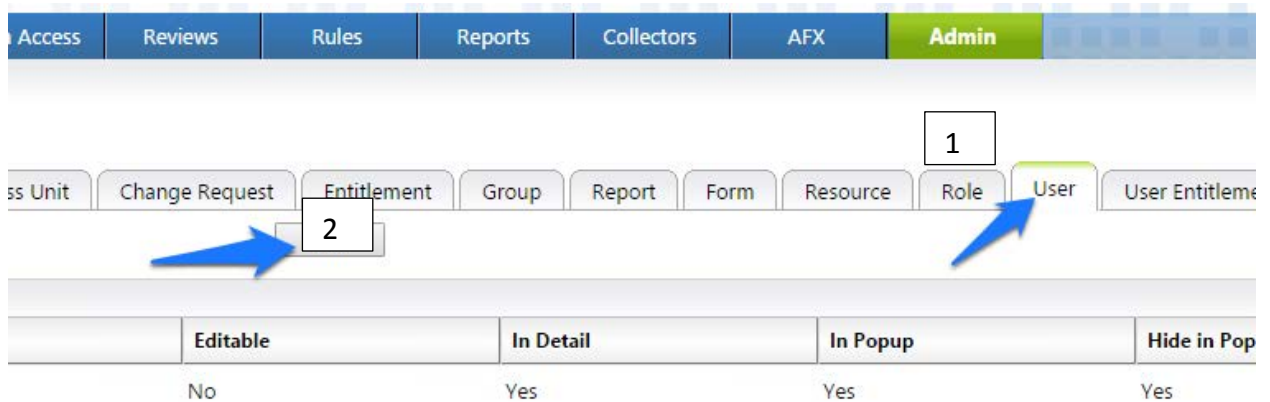 Access Reviews Rules Reports Collectors AFX Admin
1
ss Unit Change Request Entitlement Group Report Form Resource Role User User Entitleme
2
Editable In Detail In Popup Hide in Pop
No Yes Yes Yes